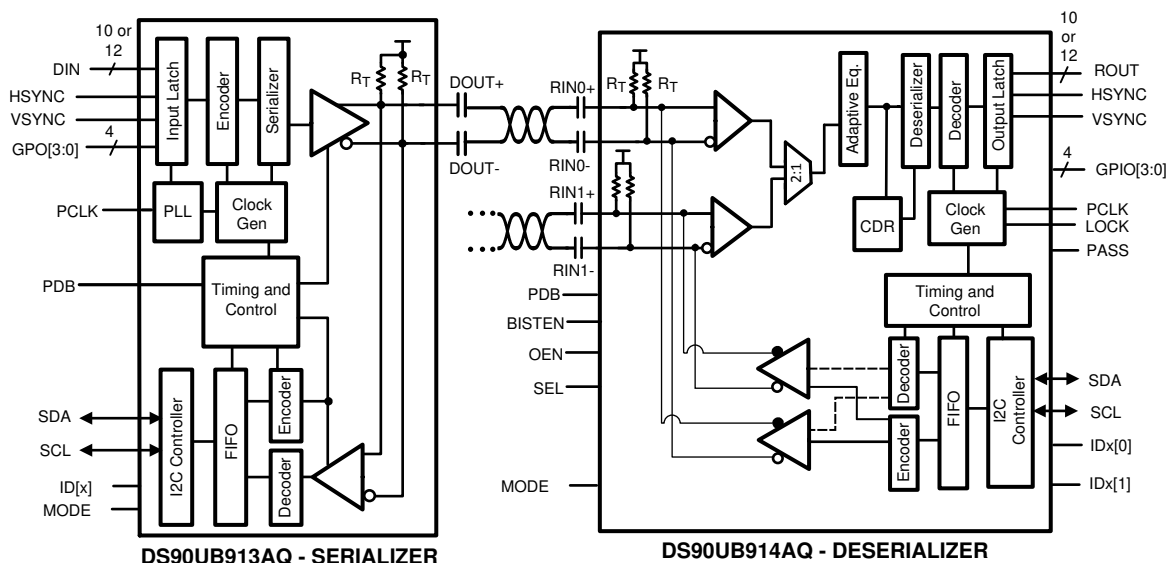 10 or
12
DIN
HSYNC
VSYNC
4
GPO[3:0]
PCLK
PDB
SDA
SCL
ID[x]
MODE
Input Latch
Encoder
Serializer
PLL
Clock
Gen
Timing and
Control
I2C Controller
FIFO
Encoder
Decoder
RT
RT
DOUT+
DOUT-
DS90UB913AQ - SERIALIZER
RIN0+
RIN0-
RIN1+
RIN1-
PDB
BISTEN
OEN
SEL
MODE
RT
RT
2:1
Adaptive Eq.
Deserializer
Decoder
Output Latch
CDR
Clock
Gen
Timing and
Control
Decoder
Encoder
FIFO
I2C
Controller
10
or
12
ROUT
HSYNC
VSYNC
4
GPIO[3:0]
PCLK
LOCK
PASS
SDA
SCL
IDx[0]
IDx[1]
DS90UB914AQ - DESERIALIZER